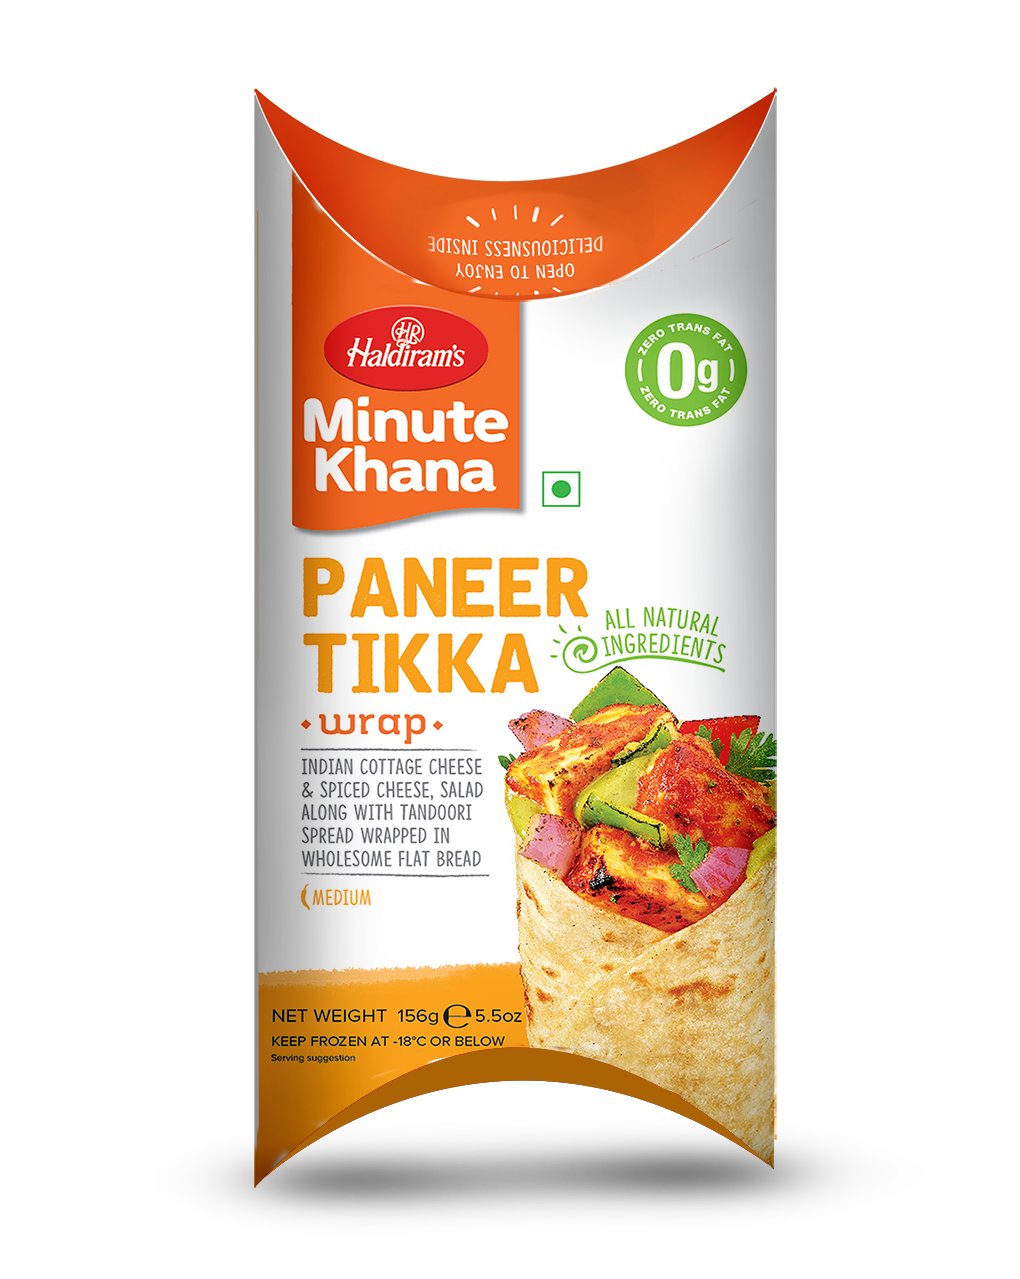 OPEN TO ENJOY
DELICIOUSNESS INSIDE
HR
Haldiram's
Minute
Khana
ZERO TRANS FAT
0g
ZERO TRANS FAT
PANEER
TIKKA
wrap
ALL NATURAL
INGREDIENTS
INDIAN COTTAGE CHEESE
& SPICED CHEESE, SALAD
ALONG WITH TANDOORI
SPREAD WRAPPED IN
WHOLESOME FLAT BREAD
MEDIUM
NET WEIGHT 156g ℮ 5.5oz
KEEP FROZEN AT -18°C OR BELOW
Serving suggestion